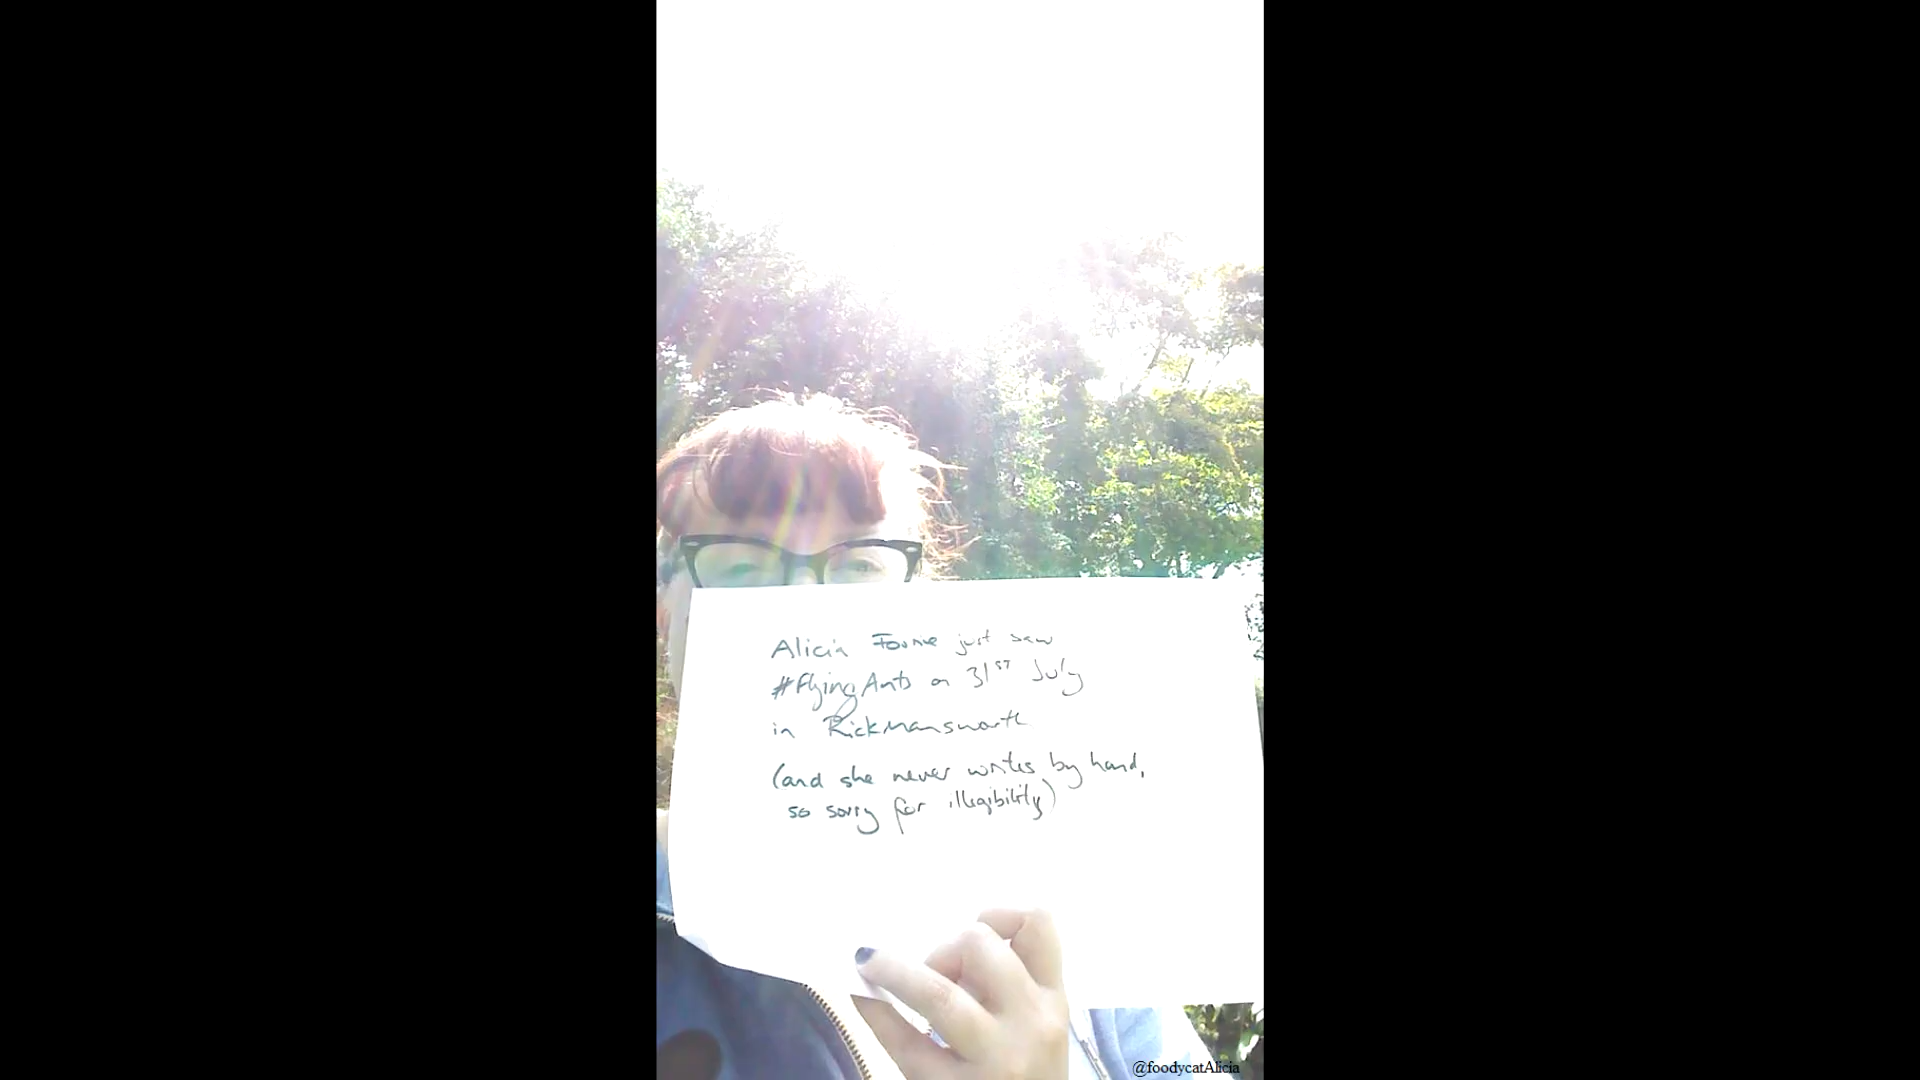 Alicia just saw
#FlyingAnts on 31ST July
in Rickmansworth
(and she never writes by hand,
so sorry for illegibility)
@foodycatAlicia